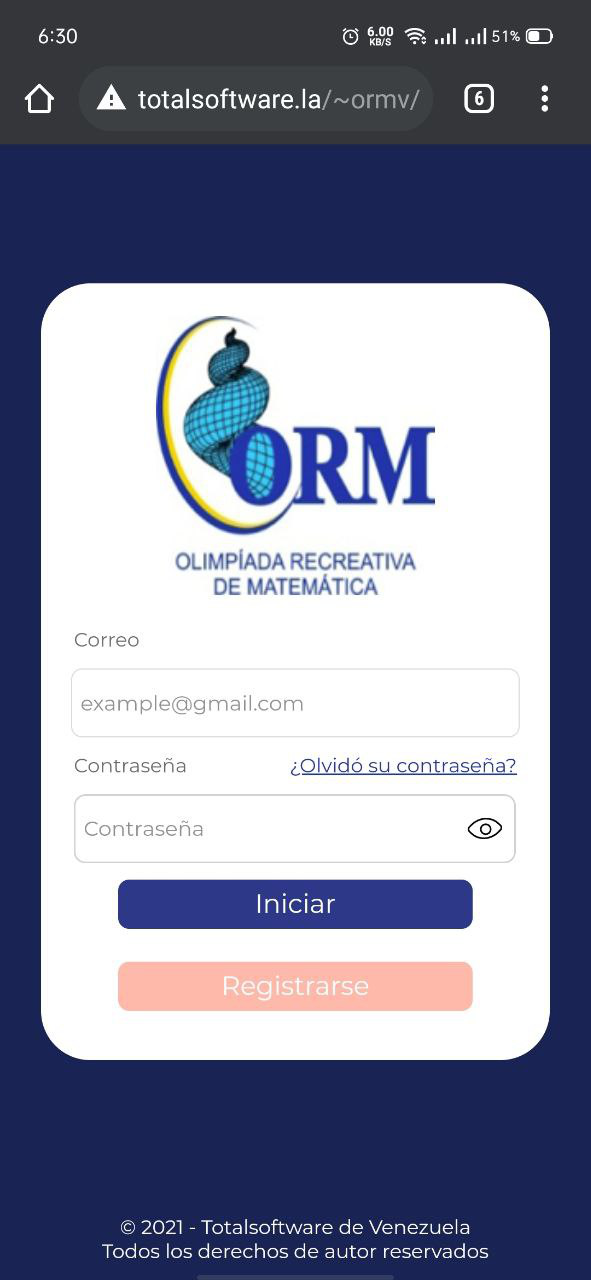 6:30
6.00
KB/S
51%
totalsoftware.la/~ormv/
6
ORM
OLIMPÍADA RECREATIVA
DE MATEMÁTICA
Correo
example@gmail.com
Contraseña
¿Olvidó su contraseña?
Contraseña
Iniciar
Registrarse
© 2021 - Totalsoftware de Venezuela
Todos los derechos de autor reservados